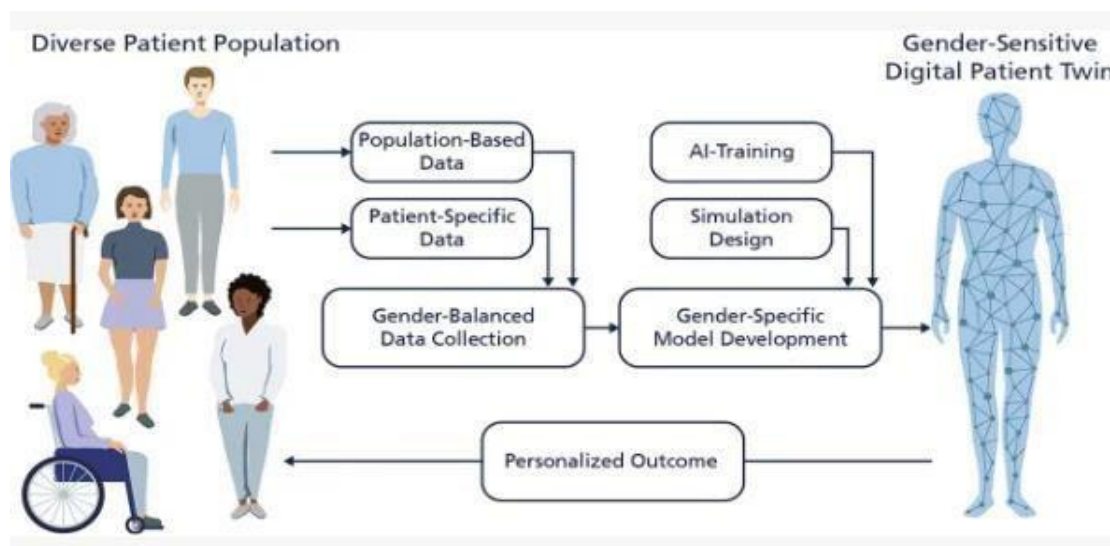 Diverse Patient Population
Gender-Sensitive
Digital Patient Twin
Population-Based
Data
AI-Training
Patient-Specific
Data
Simulation
Design
Gender-Balanced
Data Collection
Gender-Specific
Model Development
Personalized Outcome